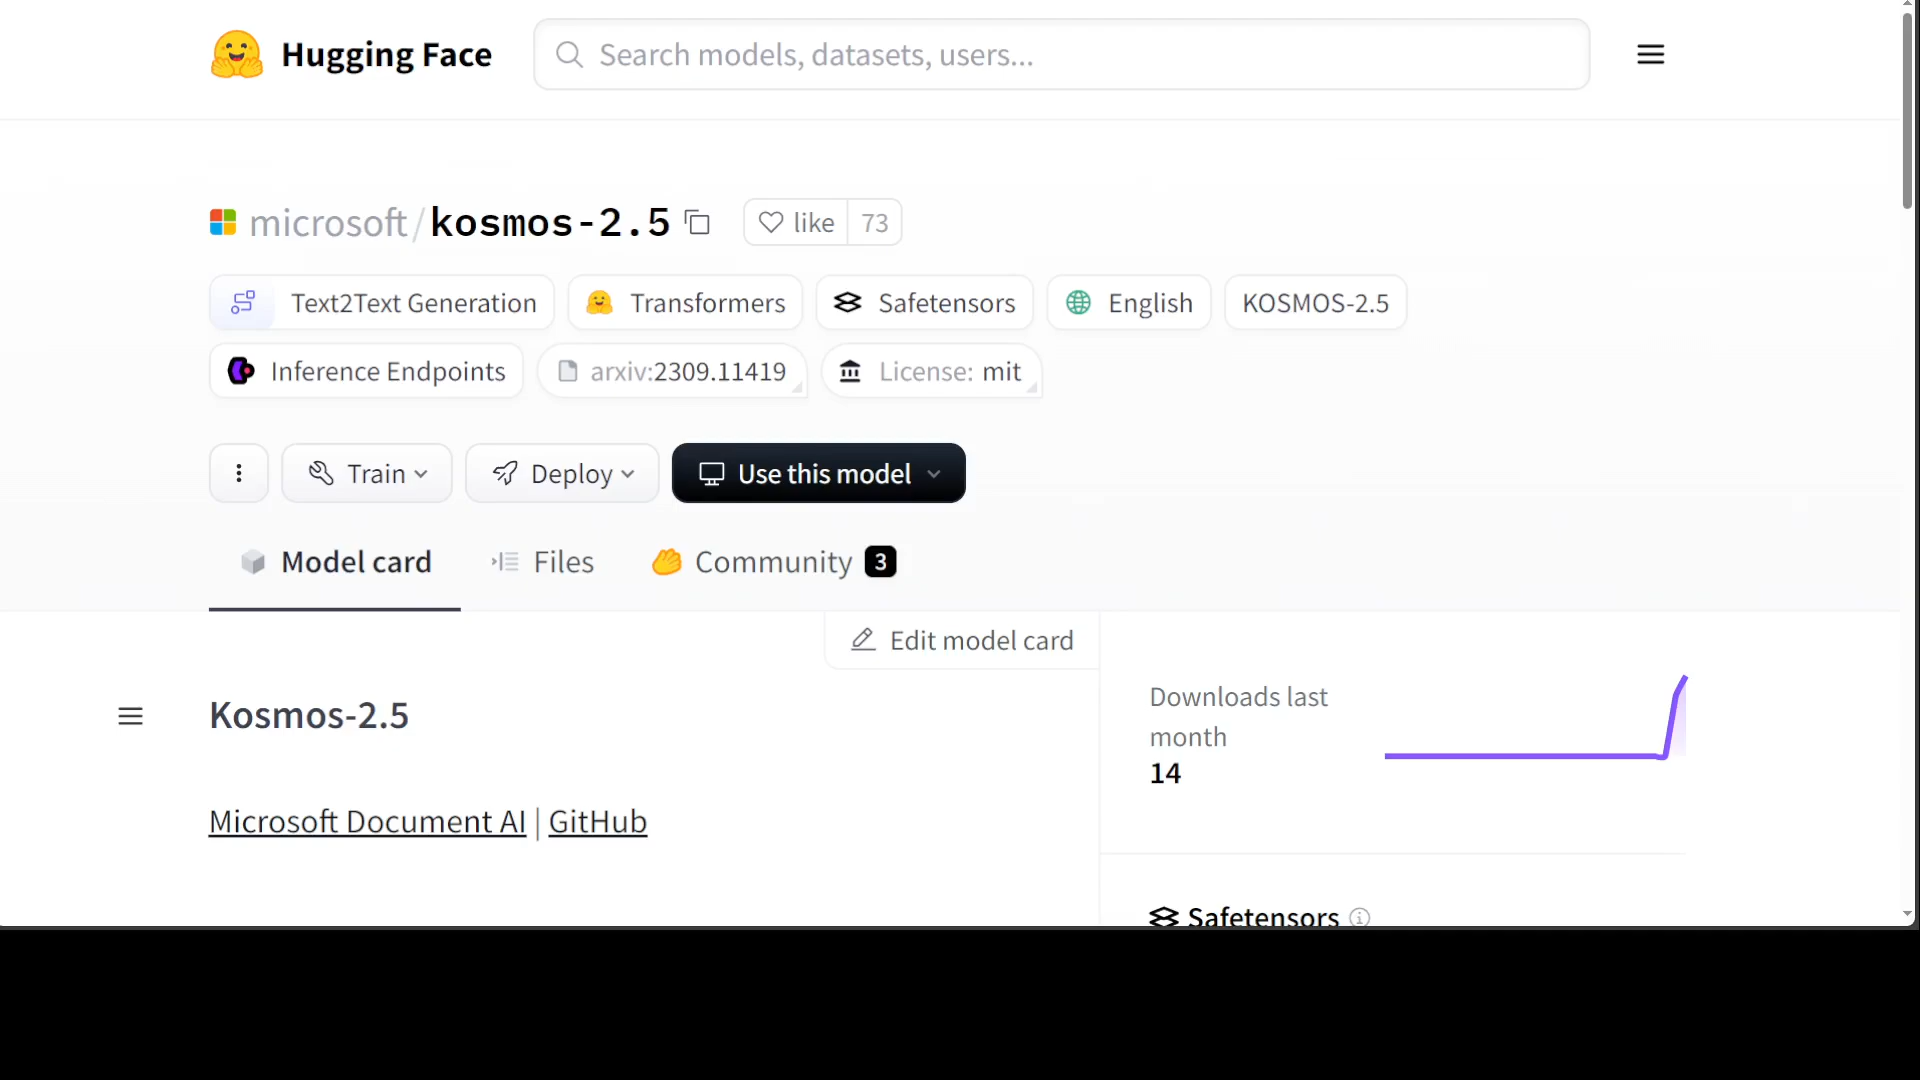 Hugging Face
Search models, datasets, users...
microsoft/kosmos-2.5
like 73
Text2Text Generation
Transformers
Safetensors
English
KOSMOS-2.5
Inference Endpoints
arxiv:2309.11419
License: mit
Train
Deploy
Use this model
Model card
Files
Community 3
Edit model card
Kosmos-2.5
Microsoft Document AI | GitHub
Downloads last
month
14
Safetensors